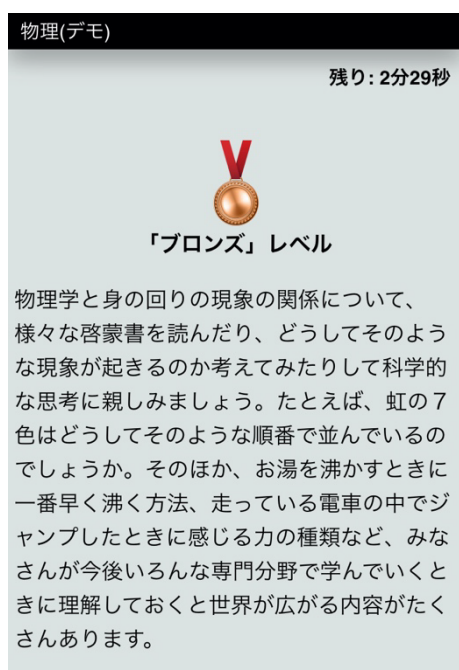 物理(デモ)
残り: 2分29秒
「ブロンズ」レベル
物理学と身の回りの現象の関係について、
様々な啓蒙書を読んだり、どうしてそのよう
な現象が起きるのか考えてみたりして科学的
な思考に親しみましょう。たとえば、虹の７
色はどうしてそのような順番で並んでいるの
でしょうか。そのほか、お湯を沸かすときに
一番早く沸く方法、走っている電車の中でジ
ャンプしたときに感じる力の種類など、みな
さんが今後いろんな専門分野で学んでいくと
きに理解しておくと世界が広がる内容がたく
さんあります。